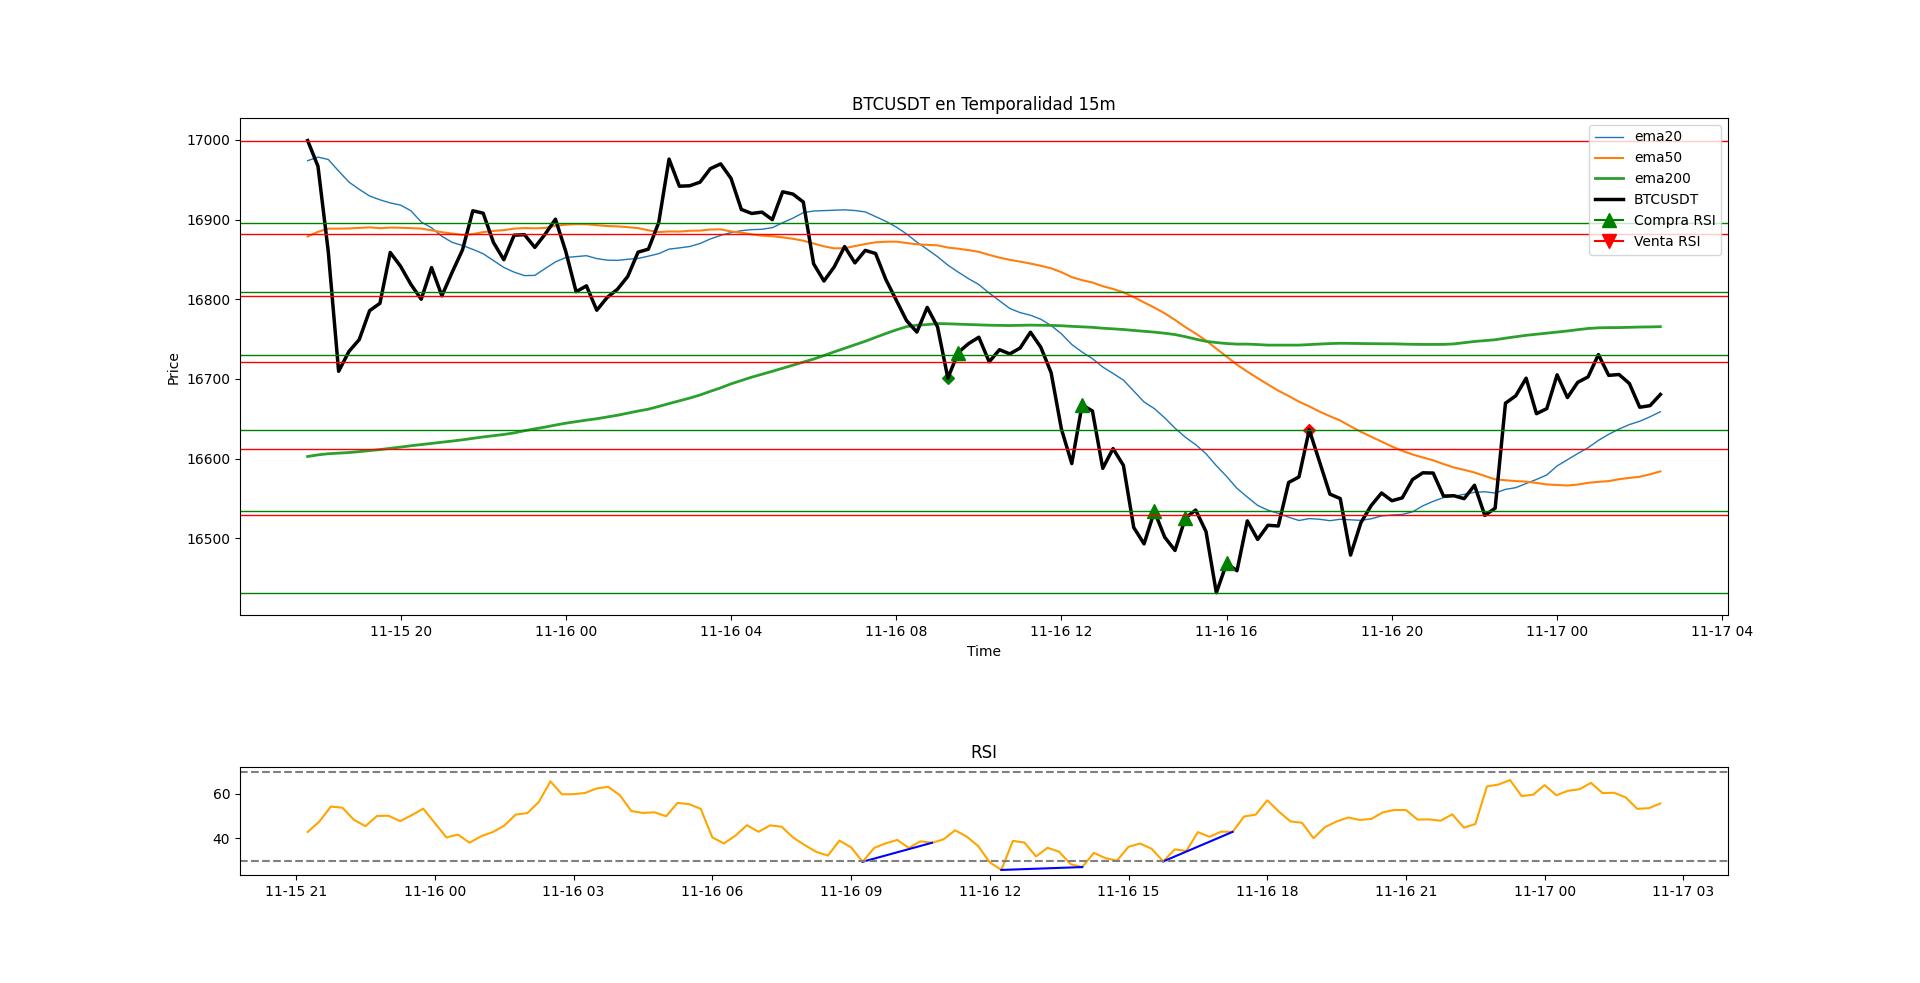 BTCUSDT en Temporalidad 15m
17000
16900
16800
16700
16600
16500
Price
ema20
ema50
ema200
BTCUSDT
Compra RSI
Venta RSI
11-15 20
11-16 00
11-16 04
11-16 08
11-16 12
11-16 16
11-16 20
11-17 00
11-17 04
Time
RSI
60
40
11-15 21
11-16 00
11-16 03
11-16 06
11-16 09
11-16 12
11-16 15
11-16 18
11-16 21
11-17 00
11-17 03